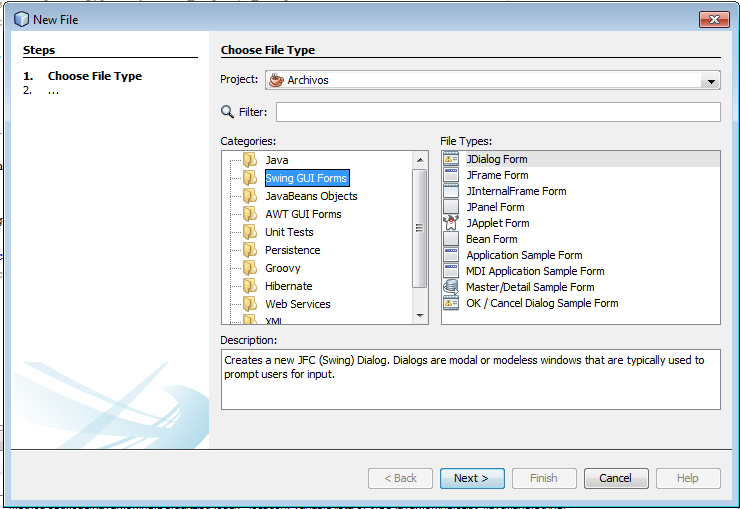 New File
Steps
1. Choose File Type
2. ...
Choose File Type
Project: Archivos
Filter:
Categories:
Java
Swing GUI Forms
JavaBeans Objects
AWT GUI Forms
Unit Tests
Persistence
Groovy
Hibernate
Web Services
XML
File Types:
JDialog Form
JFrame Form
JInternalFrame Form
JPanel Form
JApplet Form
Bean Form
Application Sample Form
MDI Application Sample Form
Master/Detail Sample Form
OK / Cancel Dialog Sample Form
Description:
Creates a new JFC (Swing) Dialog. Dialogs are modal or modeless windows that are typically used to
prompt users for input.
< Back Next > Finish Cancel Help